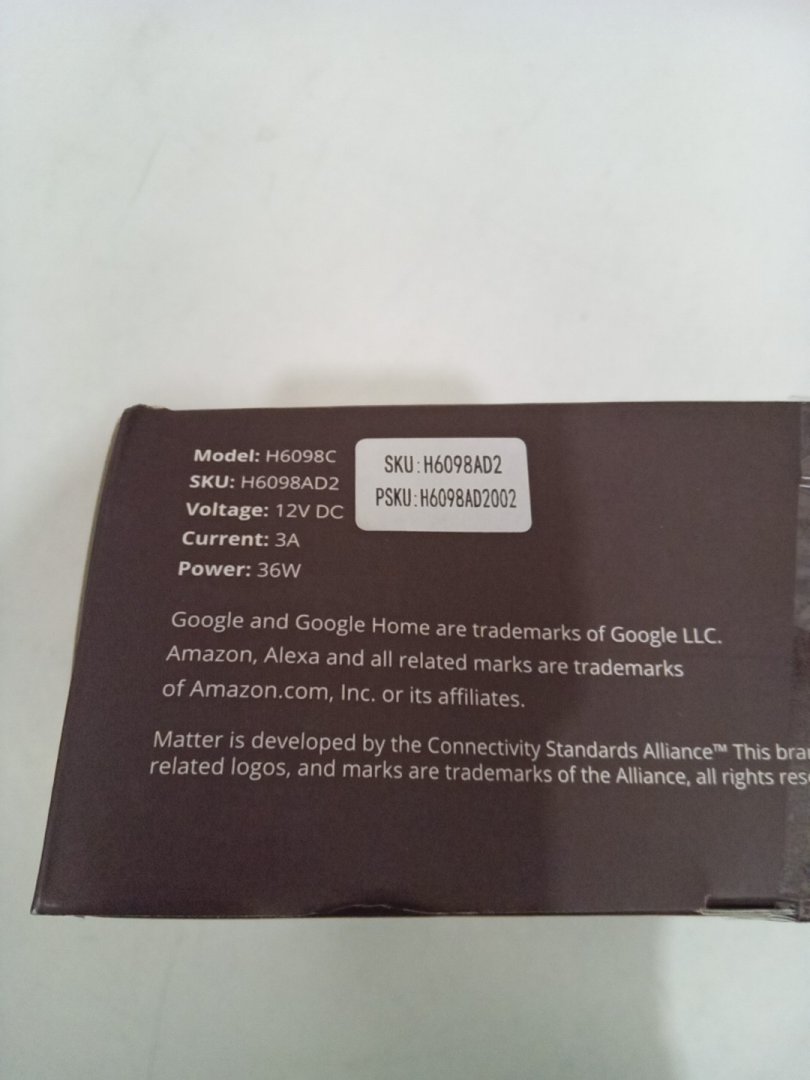 Model: H6098C
SKU: H6098AD2
Voltage: 12V DC
Current: 3A
Power: 36W
SKU:H6098AD2
PSKU:H6098AD2002
Google and Google Home are trademarks of Google LLC.
Amazon, Alexa and all related marks are trademarks
of Amazon.com, Inc. or its affiliates.
Matter is developed by the Connectivity Standards Alliance™ This
related logos, and marks are trademarks of the Alliance, all rights